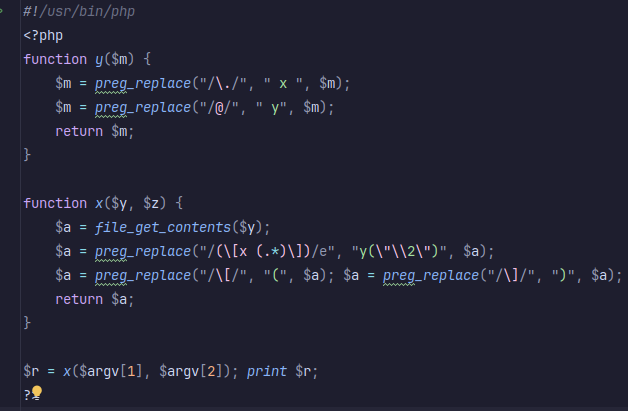 #!/usr/bin/php
<?php
function y($m) {
    $m = preg_replace("/\./", " x ", $m);
    $m = preg_replace("/@/", " y", $m);
    return $m;
}

function x($y, $z) {
    $a = file_get_contents($y);
    $a = preg_replace("/(\[x (.*)\])/e", "y(\"\\2\")", $a);
    $a = preg_replace("/\[/", "(", $a); $a = preg_replace("/\]/", ")", $a);
    return $a;
}

$r = x($argv[1], $argv[2]); print $r;
?>